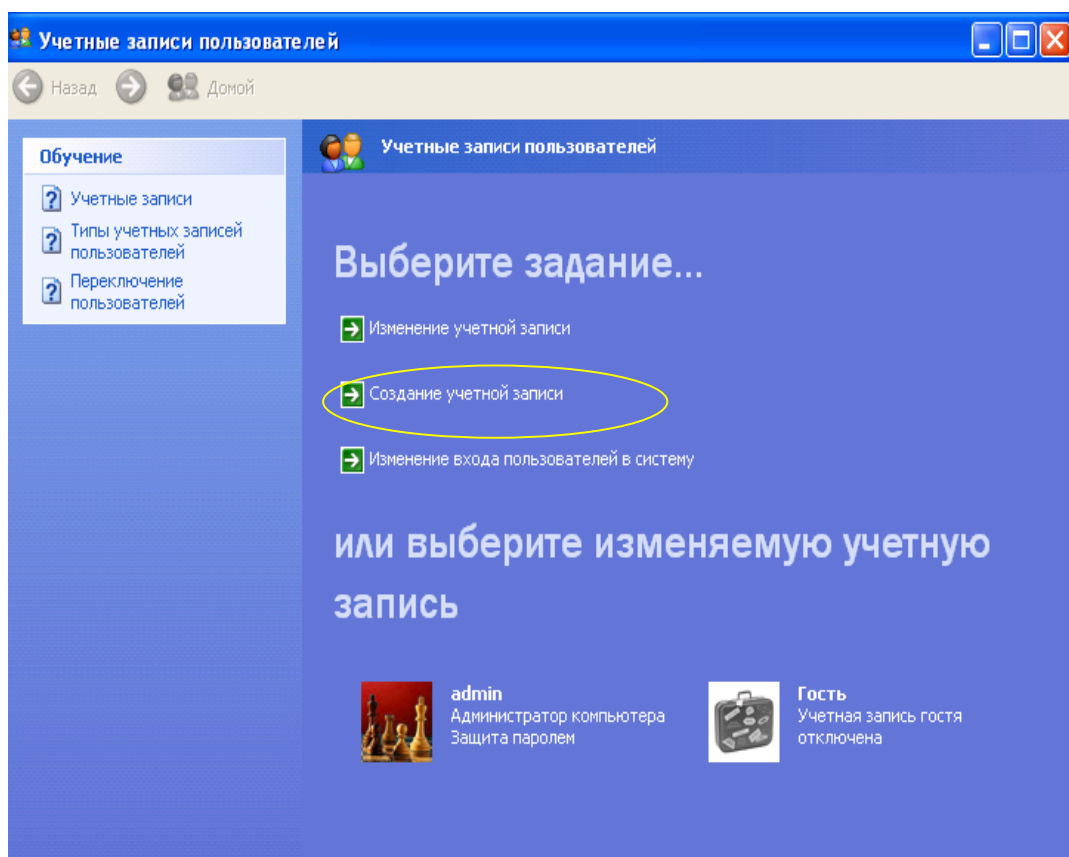 Учетные записи пользователей
Назад
Домой
Обучение
Учетные записи
Типы учетных записей
пользователей
Переключение
пользователей
Учетные записи пользователей
Выберите задание...
Изменение учетной записи
Создание учетной записи
Изменение входа пользователей в систему
или выберите изменяемую учетную
запись
admin
Администратор компьютера
Защита паролем
Гость
Учетная запись гостя
отключена